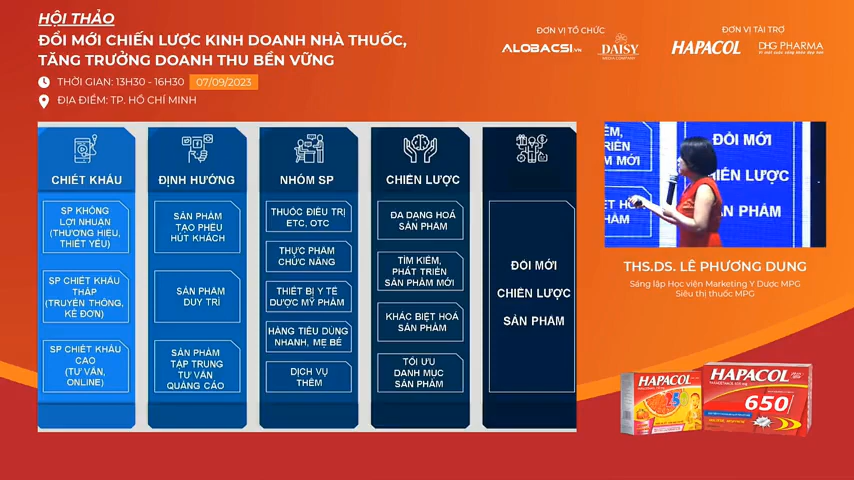 HỘI THẢO
ĐỔI MỚI CHIẾN LƯỢC KINH DOANH NHÀ THUỐC,
TĂNG TRƯỞNG DOANH THU BỀN VỮNG
THỜI GIAN: 13H30 - 16H30 07/09/2023
ĐỊA ĐIỂM: TP. HỒ CHÍ MINH
ĐƠN VỊ TỔ CHỨC
ALOBACSI.VN
DAISY
MEDIA COMPANY
ĐƠN VỊ TÀI TRỢ
HAPACOL
DHG PHARMA
CHIẾT KHẤU
SP KHÔNG
LỢI NHUẬN
(THƯƠNG HIỆU,
THIẾT YẾU)
SP CHIẾT KHẤU
THẤP
(TRUYỀN THÔNG,
KÊ ĐƠN)
SP CHIẾT KHẤU
CAO
(TƯ VẤN,
ONLINE)
ĐỊNH HƯỚNG
SẢN PHẨM
TẠO PHỄU
HÚT KHÁCH
SẢN PHẨM
DUY TRÌ
SẢN PHẨM
TẬP TRUNG
TƯ VẤN
QUẢNG CÁO
NHÓM SP
THUỐC ĐIỀU TRỊ
ETC, OTC
THỰC PHẨM
CHỨC NĂNG
THIẾT BỊ Y TẾ
DƯỢC MỸ PHẨM
HÀNG TIÊU DÙNG
NHANH, MẸ BÉ
DỊCH VỤ
THÊM
CHIẾN LƯỢC
ĐA DẠNG HOÁ
SẢN PHẨM
TÌM KIẾM,
PHÁT TRIỂN
SẢN PHẨM MỚI
KHÁC BIỆT HOÁ
SẢN PHẨM
TỐI ƯU
DANH MỤC
SẢN PHẨM
ĐỔI MỚI
CHIẾN LƯỢC
SẢN PHẨM
ĐỔI MỚI
HIẾN LƯỢC
N PHẨM
THS.DS. LÊ PHƯƠNG DUNG
Sáng lập Học viện Marketing Y Dược MPG
Siêu thị thuốc MPG
HAPACOL
HAPACOL
650